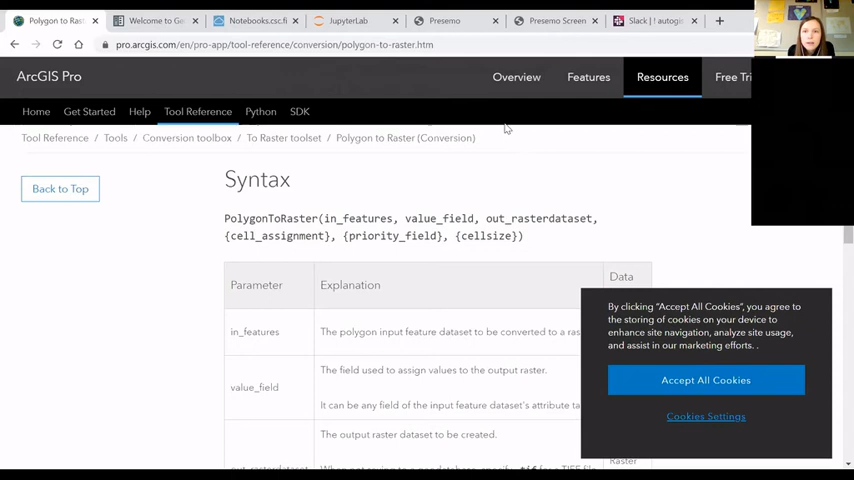 Polygon to Rast
Welcome to Ga
Notebooks.csc.fi
JupyterLab
Presemo
Presemo Screen
Slack | ! autogi
pro.arcgis.com/en/pro-app/tool-reference/conversion/polygon-to-raster.htm
ArcGIS Pro
Overview
Features
Resources
Free Tri
Home
Get Started
Help
Tool Reference
Python
SDK
Tool Reference / Tools / Conversion toolbox / To Raster toolset / Polygon to Raster (Conversion)
Back to Top
Syntax
PolygonToRaster(in_features, value_field, out_rasterdataset,
{cell_assignment}, {priority_field}, {cellsize})
Parameter
Explanation
Data
in_features
The polygon input feature dataset to be converted to a ras
value_field
The field used to assign values to the output raster.
It can be any field of the input feature dataset's attribute ta
The output raster dataset to be created.
Raster
By clicking “Accept All Cookies”, you agree to
the storing of cookies on your device to
enhance site navigation, analyze site usage,
and assist in our marketing efforts. .
Accept All Cookies
Cookies Settings